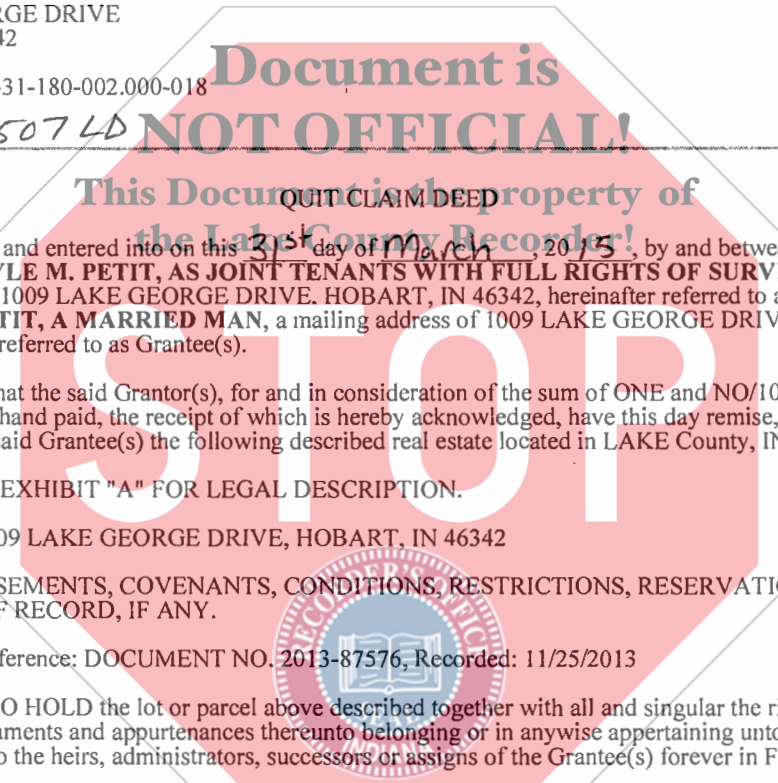 RGE DRIVE
42
Document is
-31-180-002.000-018
507 LD
NOT OFFICIAL!
This Document is the property of
QUIT CLAIM DEED
the Lake County Recorder!
and entered into on this 31st day of March, 2015, by and betwe
YLE M. PETIT, AS JOINT TENANTS WITH FULL RIGHTS OF SURV
1009 LAKE GEORGE DRIVE, HOBART, IN 46342, hereinafter referred to a
TIT, A MARRIED MAN, a mailing address of 1009 LAKE GEORGE DRIV
referred to as Grantee(s).
hat the said Grantor(s), for and in consideration of the sum of ONE and NO/10
hand paid, the receipt of which is hereby acknowledged, have this day remise,
said Grantee(s) the following described real estate located in LAKE County, IN
STOP
EXHIBIT "A" FOR LEGAL DESCRIPTION.
09 LAKE GEORGE DRIVE, HOBART, IN 46342
SEMENTS, COVENANTS, CONDITIONS, RESTRICTIONS, RESERVATIO
F RECORD, IF ANY.
RECORDER'S OFFICE
ference: DOCUMENT NO. 2013-87576, Recorded: 11/25/2013
O HOLD the lot or parcel above described together with all and singular the ri
uments and appurtenances thereunto belonging or in anywise appertaining unto
o the heirs, administrators, successors or assigns of the Grantee(s) forever in F
INDIANA